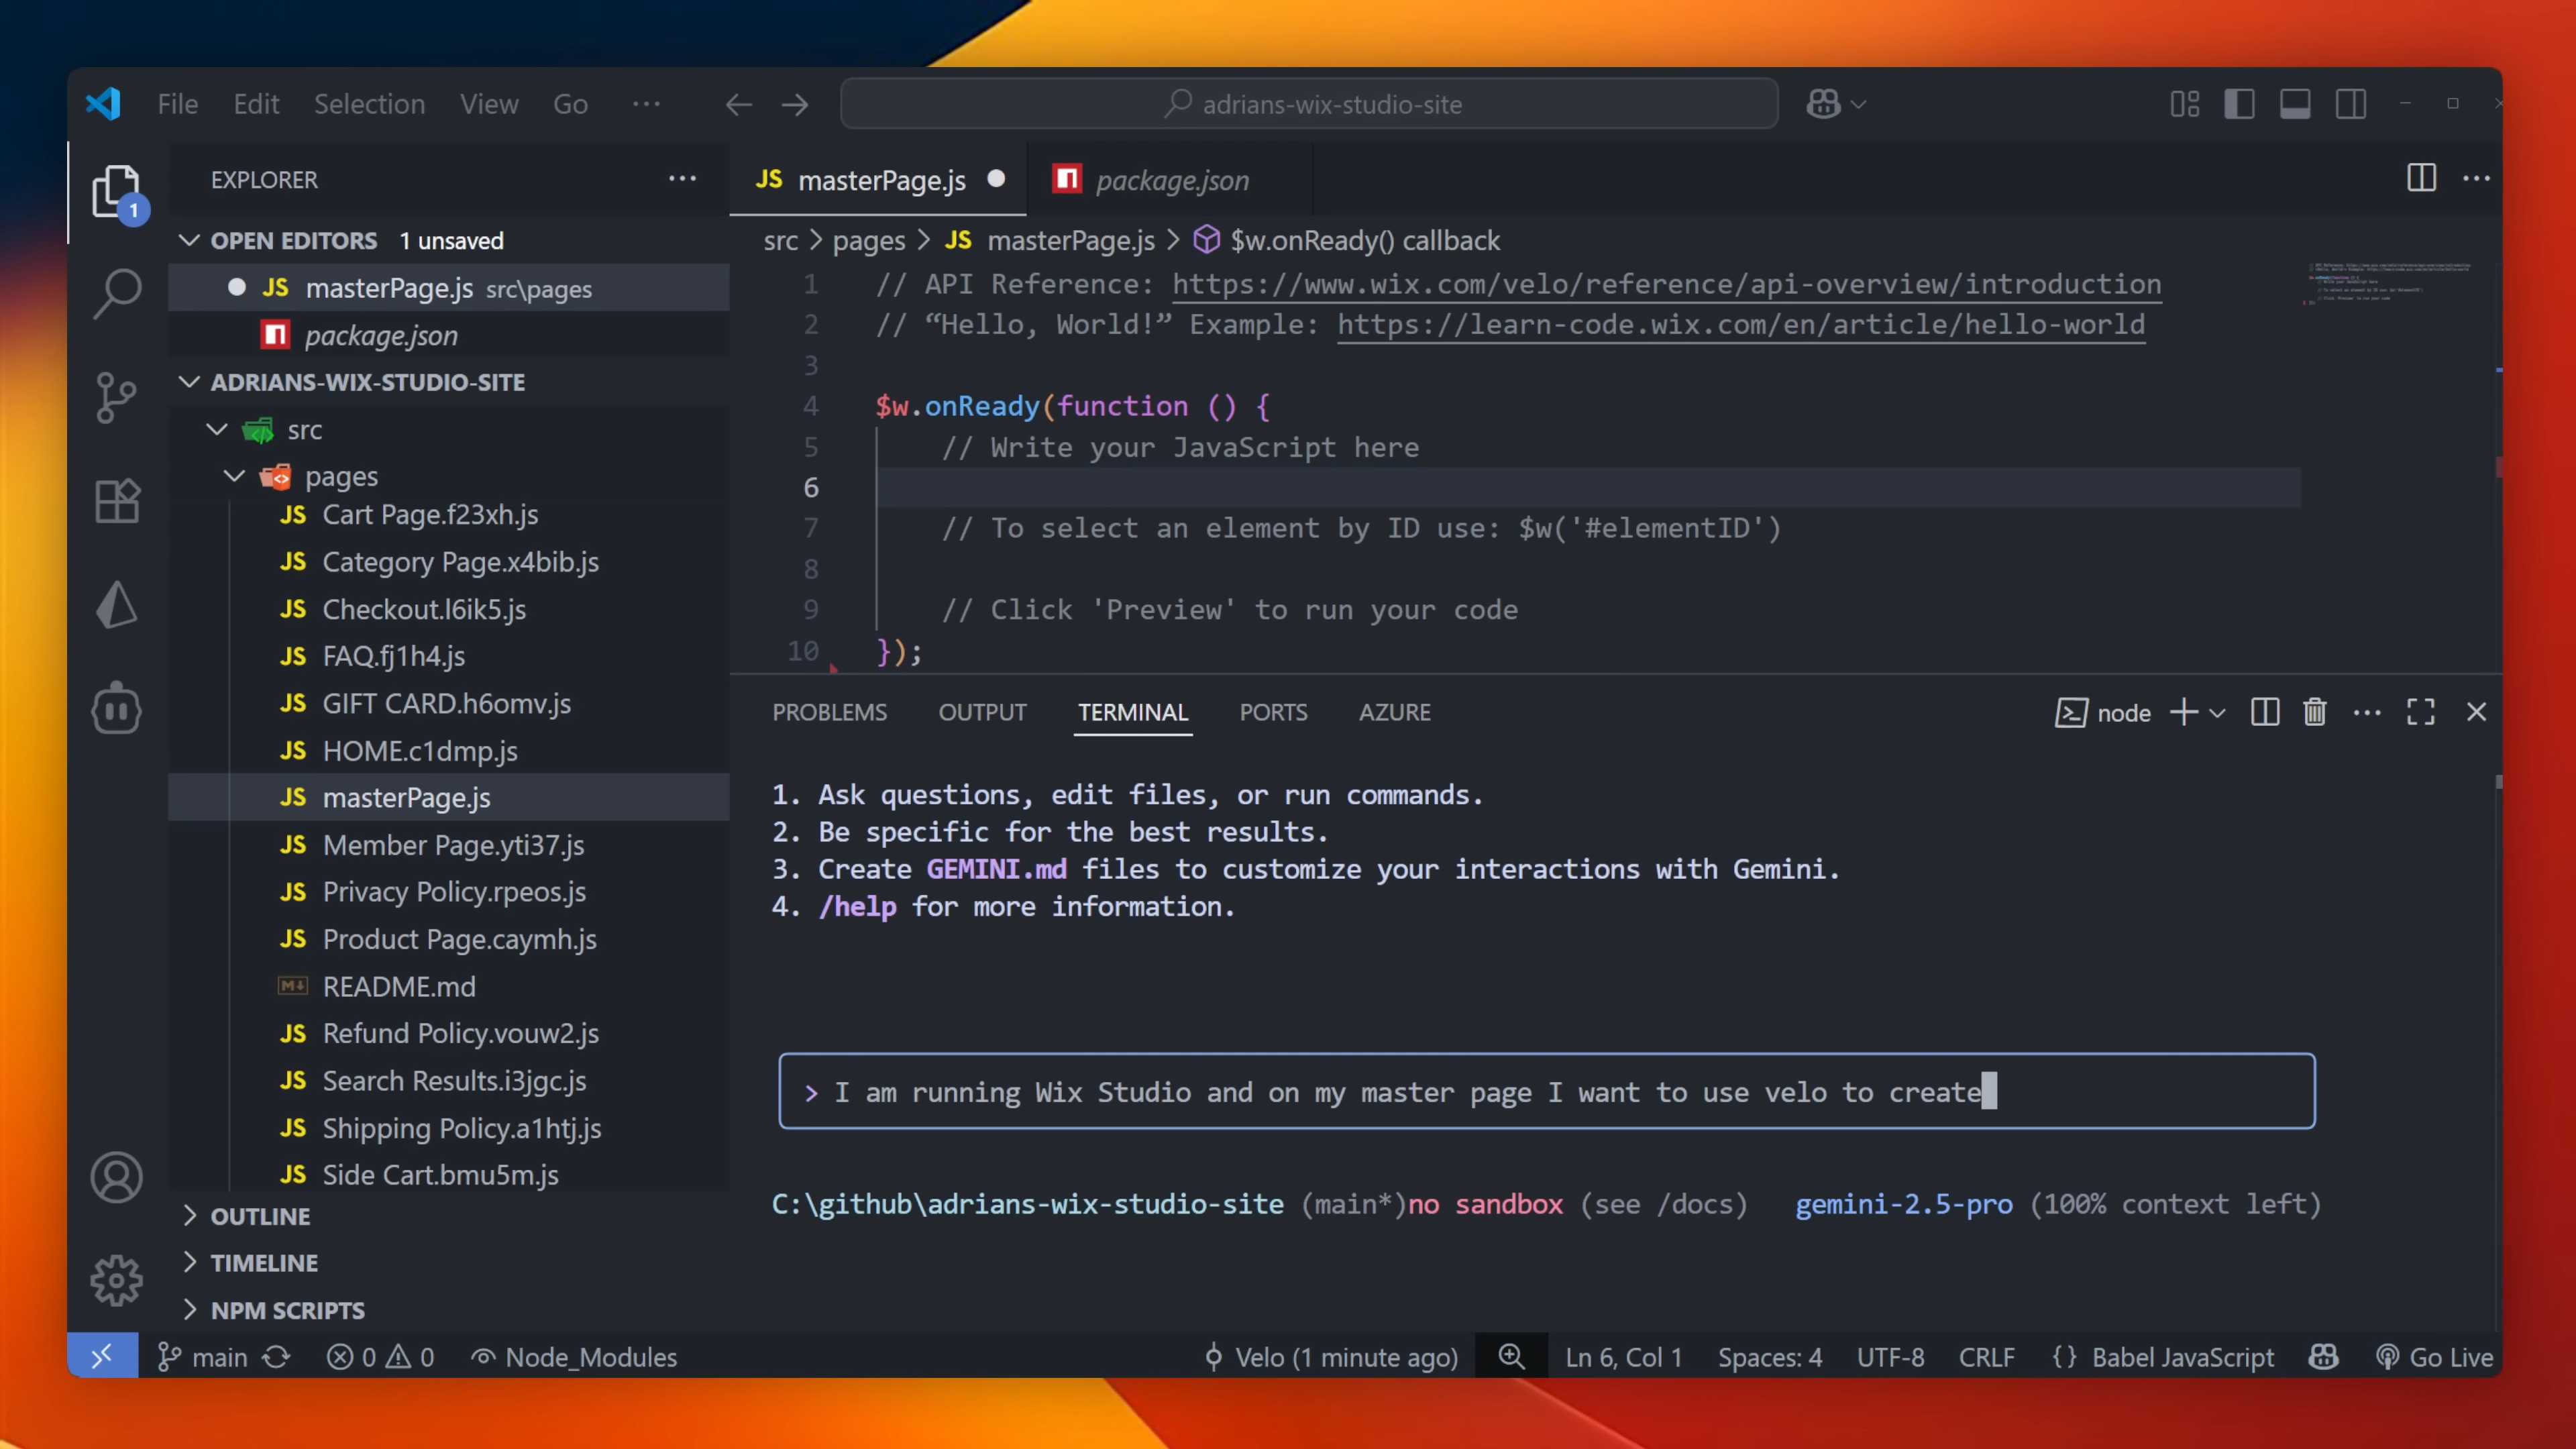 File Edit Selection View Go ··· adrians-wix-studio-site
EXPLORER ···
1
OPEN EDITORS 1 unsaved
JS masterPage.js src\pages
package.json
ADRIANS-WIX-STUDIO-SITE
src
pages
JS Cart Page.f23xh.js
JS Category Page.x4bib.js
JS Checkout.l6ik5.js
JS FAQ.fj1h4.js
JS GIFT CARD.h6omv.js
JS HOME.c1dmp.js
JS masterPage.js
JS Member Page.yti37.js
JS Privacy Policy.rpeos.js
JS Product Page.caymh.js
README.md
JS Refund Policy.vouw2.js
JS Search Results.i3jgc.js
JS Shipping Policy.a1htj.js
JS Side Cart.bmu5m.js
OUTLINE
TIMELINE
NPM SCRIPTS
JS masterPage.js package.json
src > pages > JS masterPage.js > $w.onReady() callback
1 // API Reference: https://www.wix.com/velo/reference/api-overview/introduction
2 // “Hello, World!” Example: https://learn-code.wix.com/en/article/hello-world
3
4 $w.onReady(function () {
5 // Write your JavaScript here
6
7 // To select an element by ID use: $w('#elementID')
8
9 // Click 'Preview' to run your code
10 });
PROBLEMS OUTPUT TERMINAL PORTS AZURE node
1. Ask questions, edit files, or run commands.
2. Be specific for the best results.
3. Create GEMINI.md files to customize your interactions with Gemini.
4. /help for more information.
> I am running Wix Studio and on my master page I want to use velo to create
C:\github\adrians-wix-studio-site (main*)no sandbox (see /docs) gemini-2.5-pro (100% context left)
main 0 0 Node_Modules Velo (1 minute ago) Ln 6, Col 1 Spaces: 4 UTF-8 CRLF {} Babel JavaScript Go Live